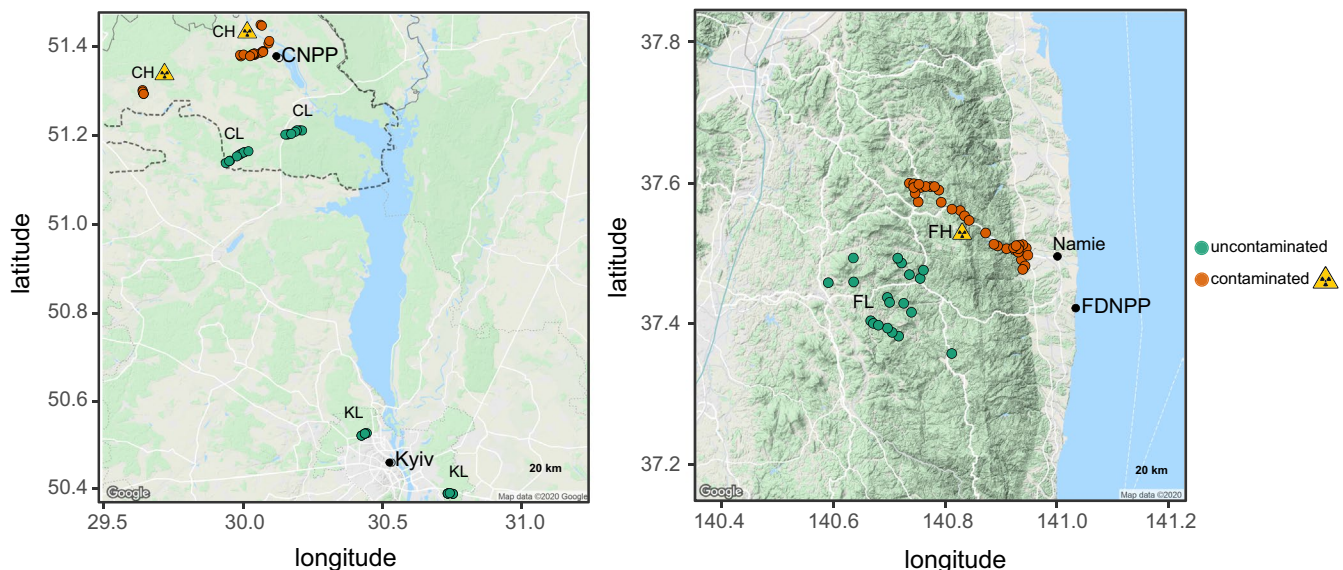 CH
51.4
CNPP
CH
CL
51.2
CL
51.0
50.8
50.6
KL
Kyiv
KL
20 km
50.4
Google
Map data ©2020 Google
29.5 30.0 30.5 31.0
latitude
longitude
37.8
37.6
FH
Namie
FL
FDNPP
37.4
37.2
20 km
Google
Map data ©2020
140.4 140.6 140.8 141.0 141.2
latitude
longitude
uncontaminated
contaminated